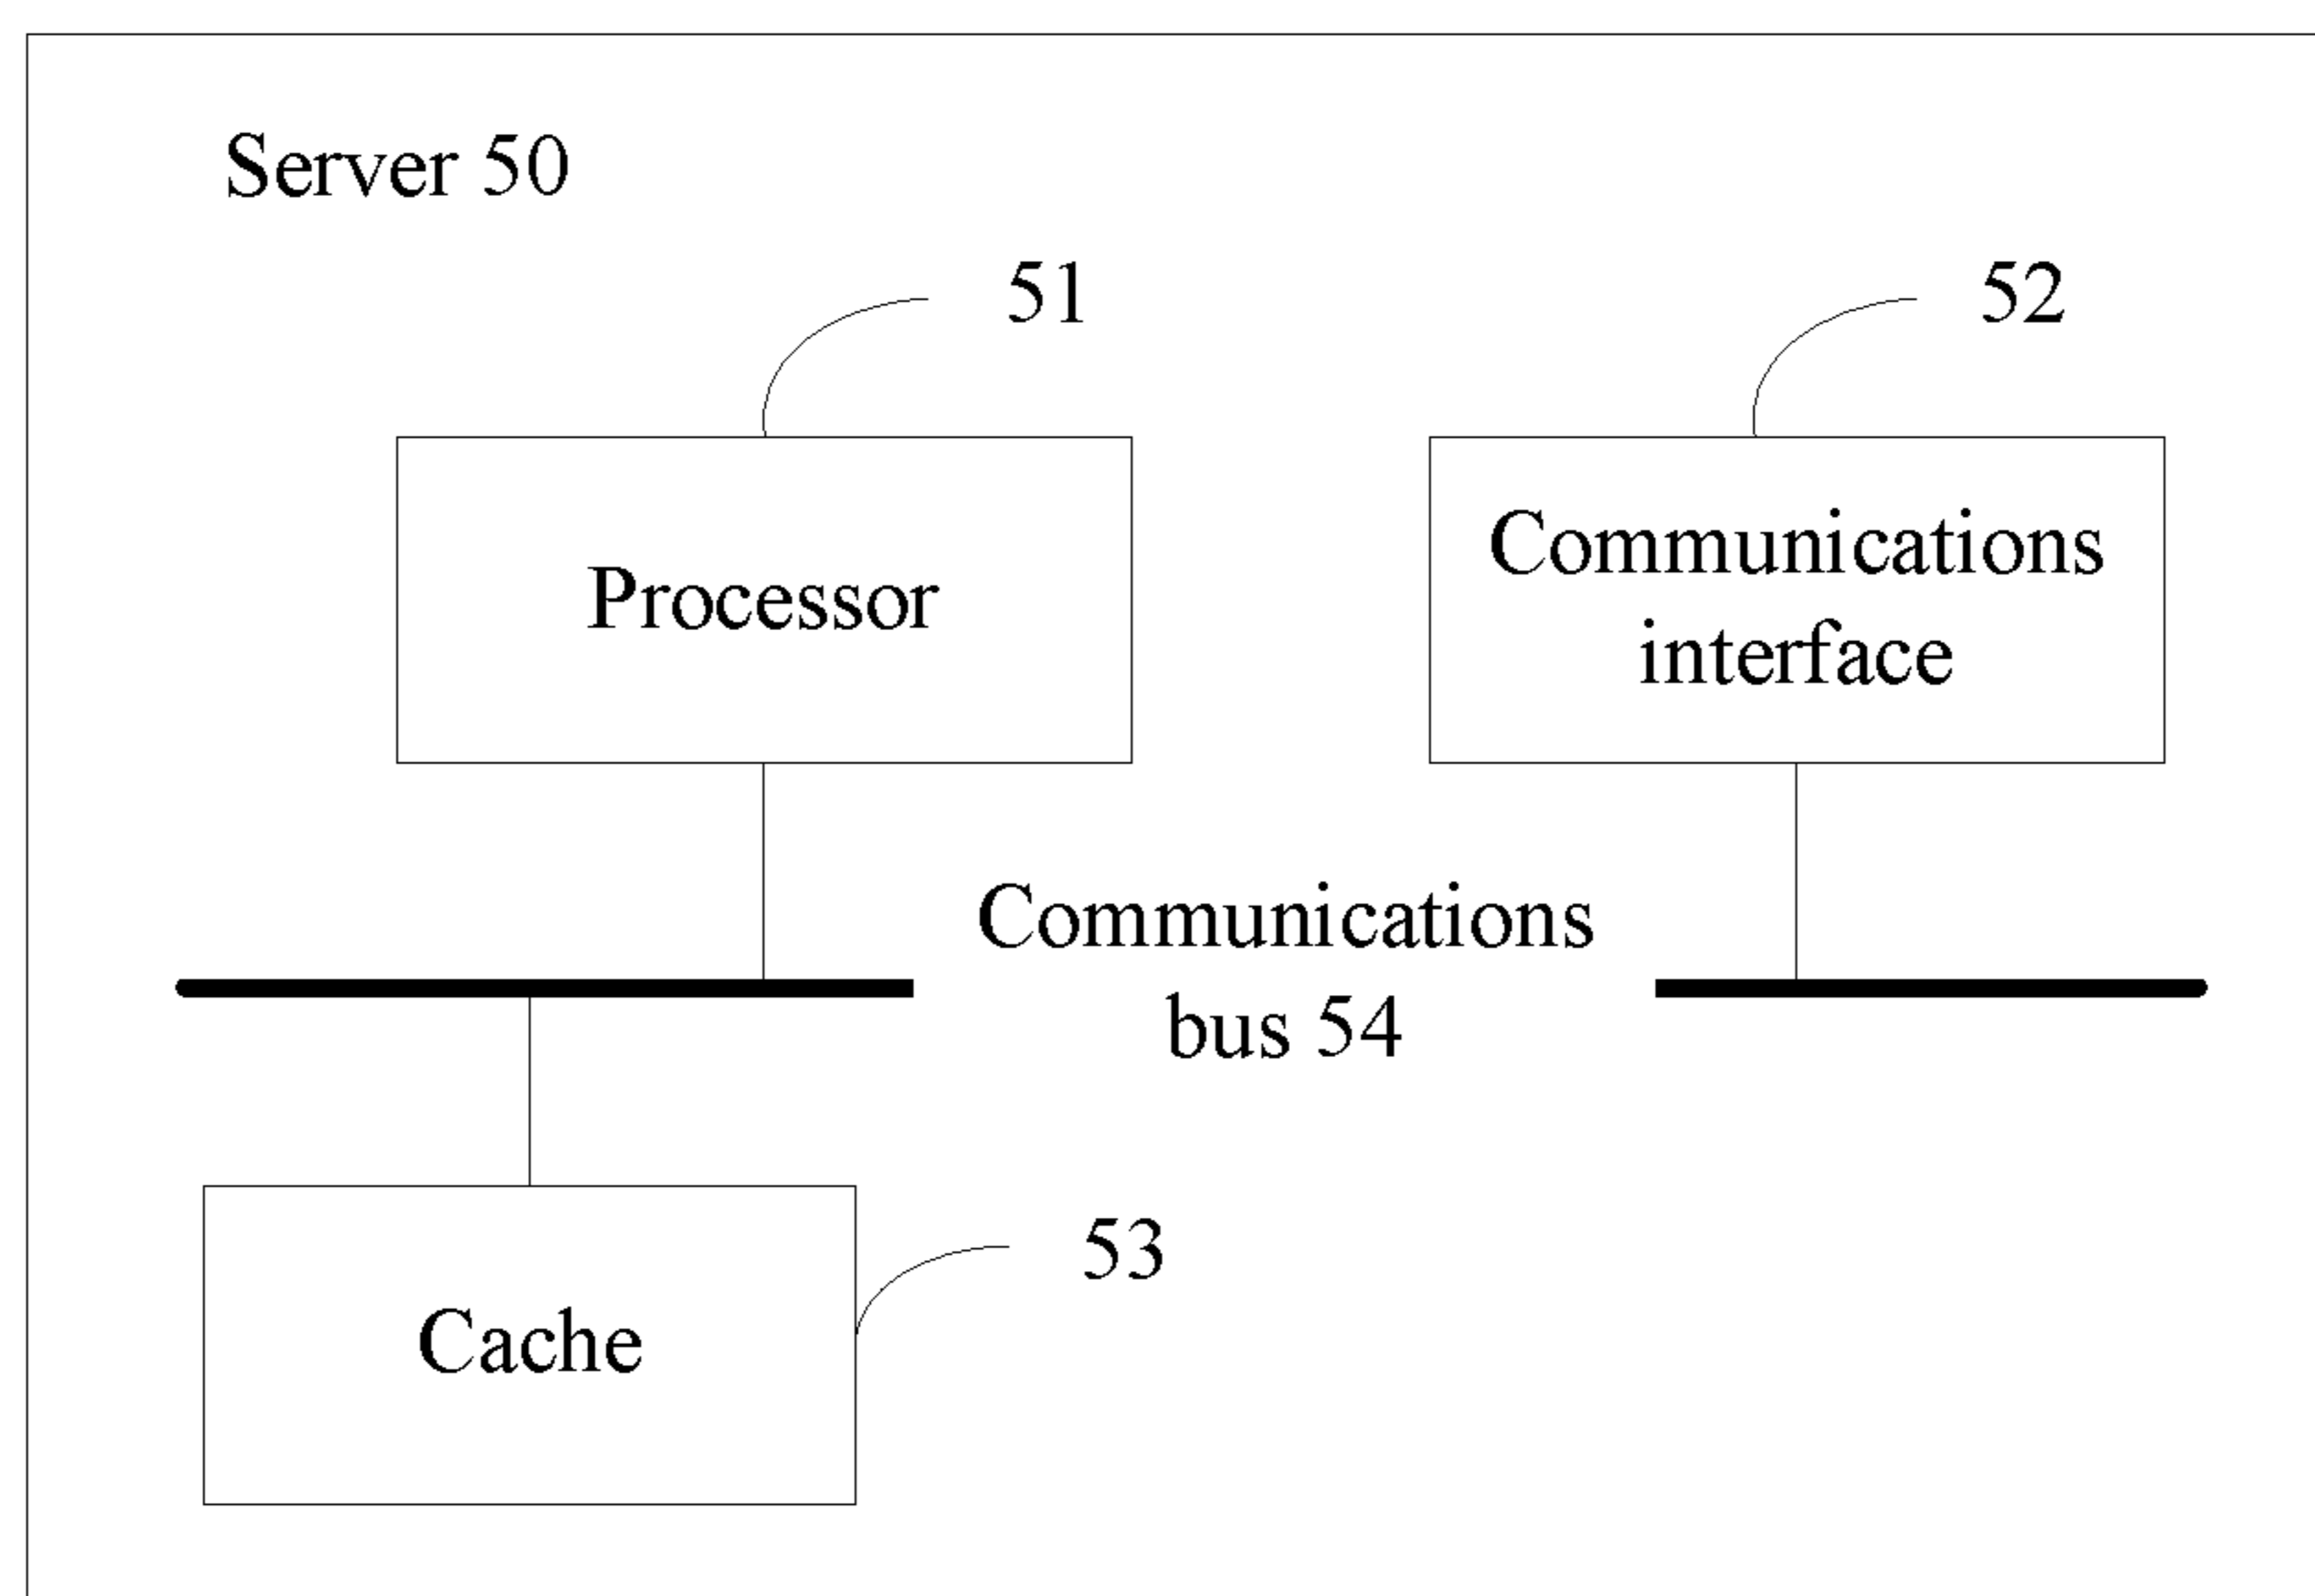 Server 50
51
52
Processor
Communications
interface
Communications
bus 54
53
Cache